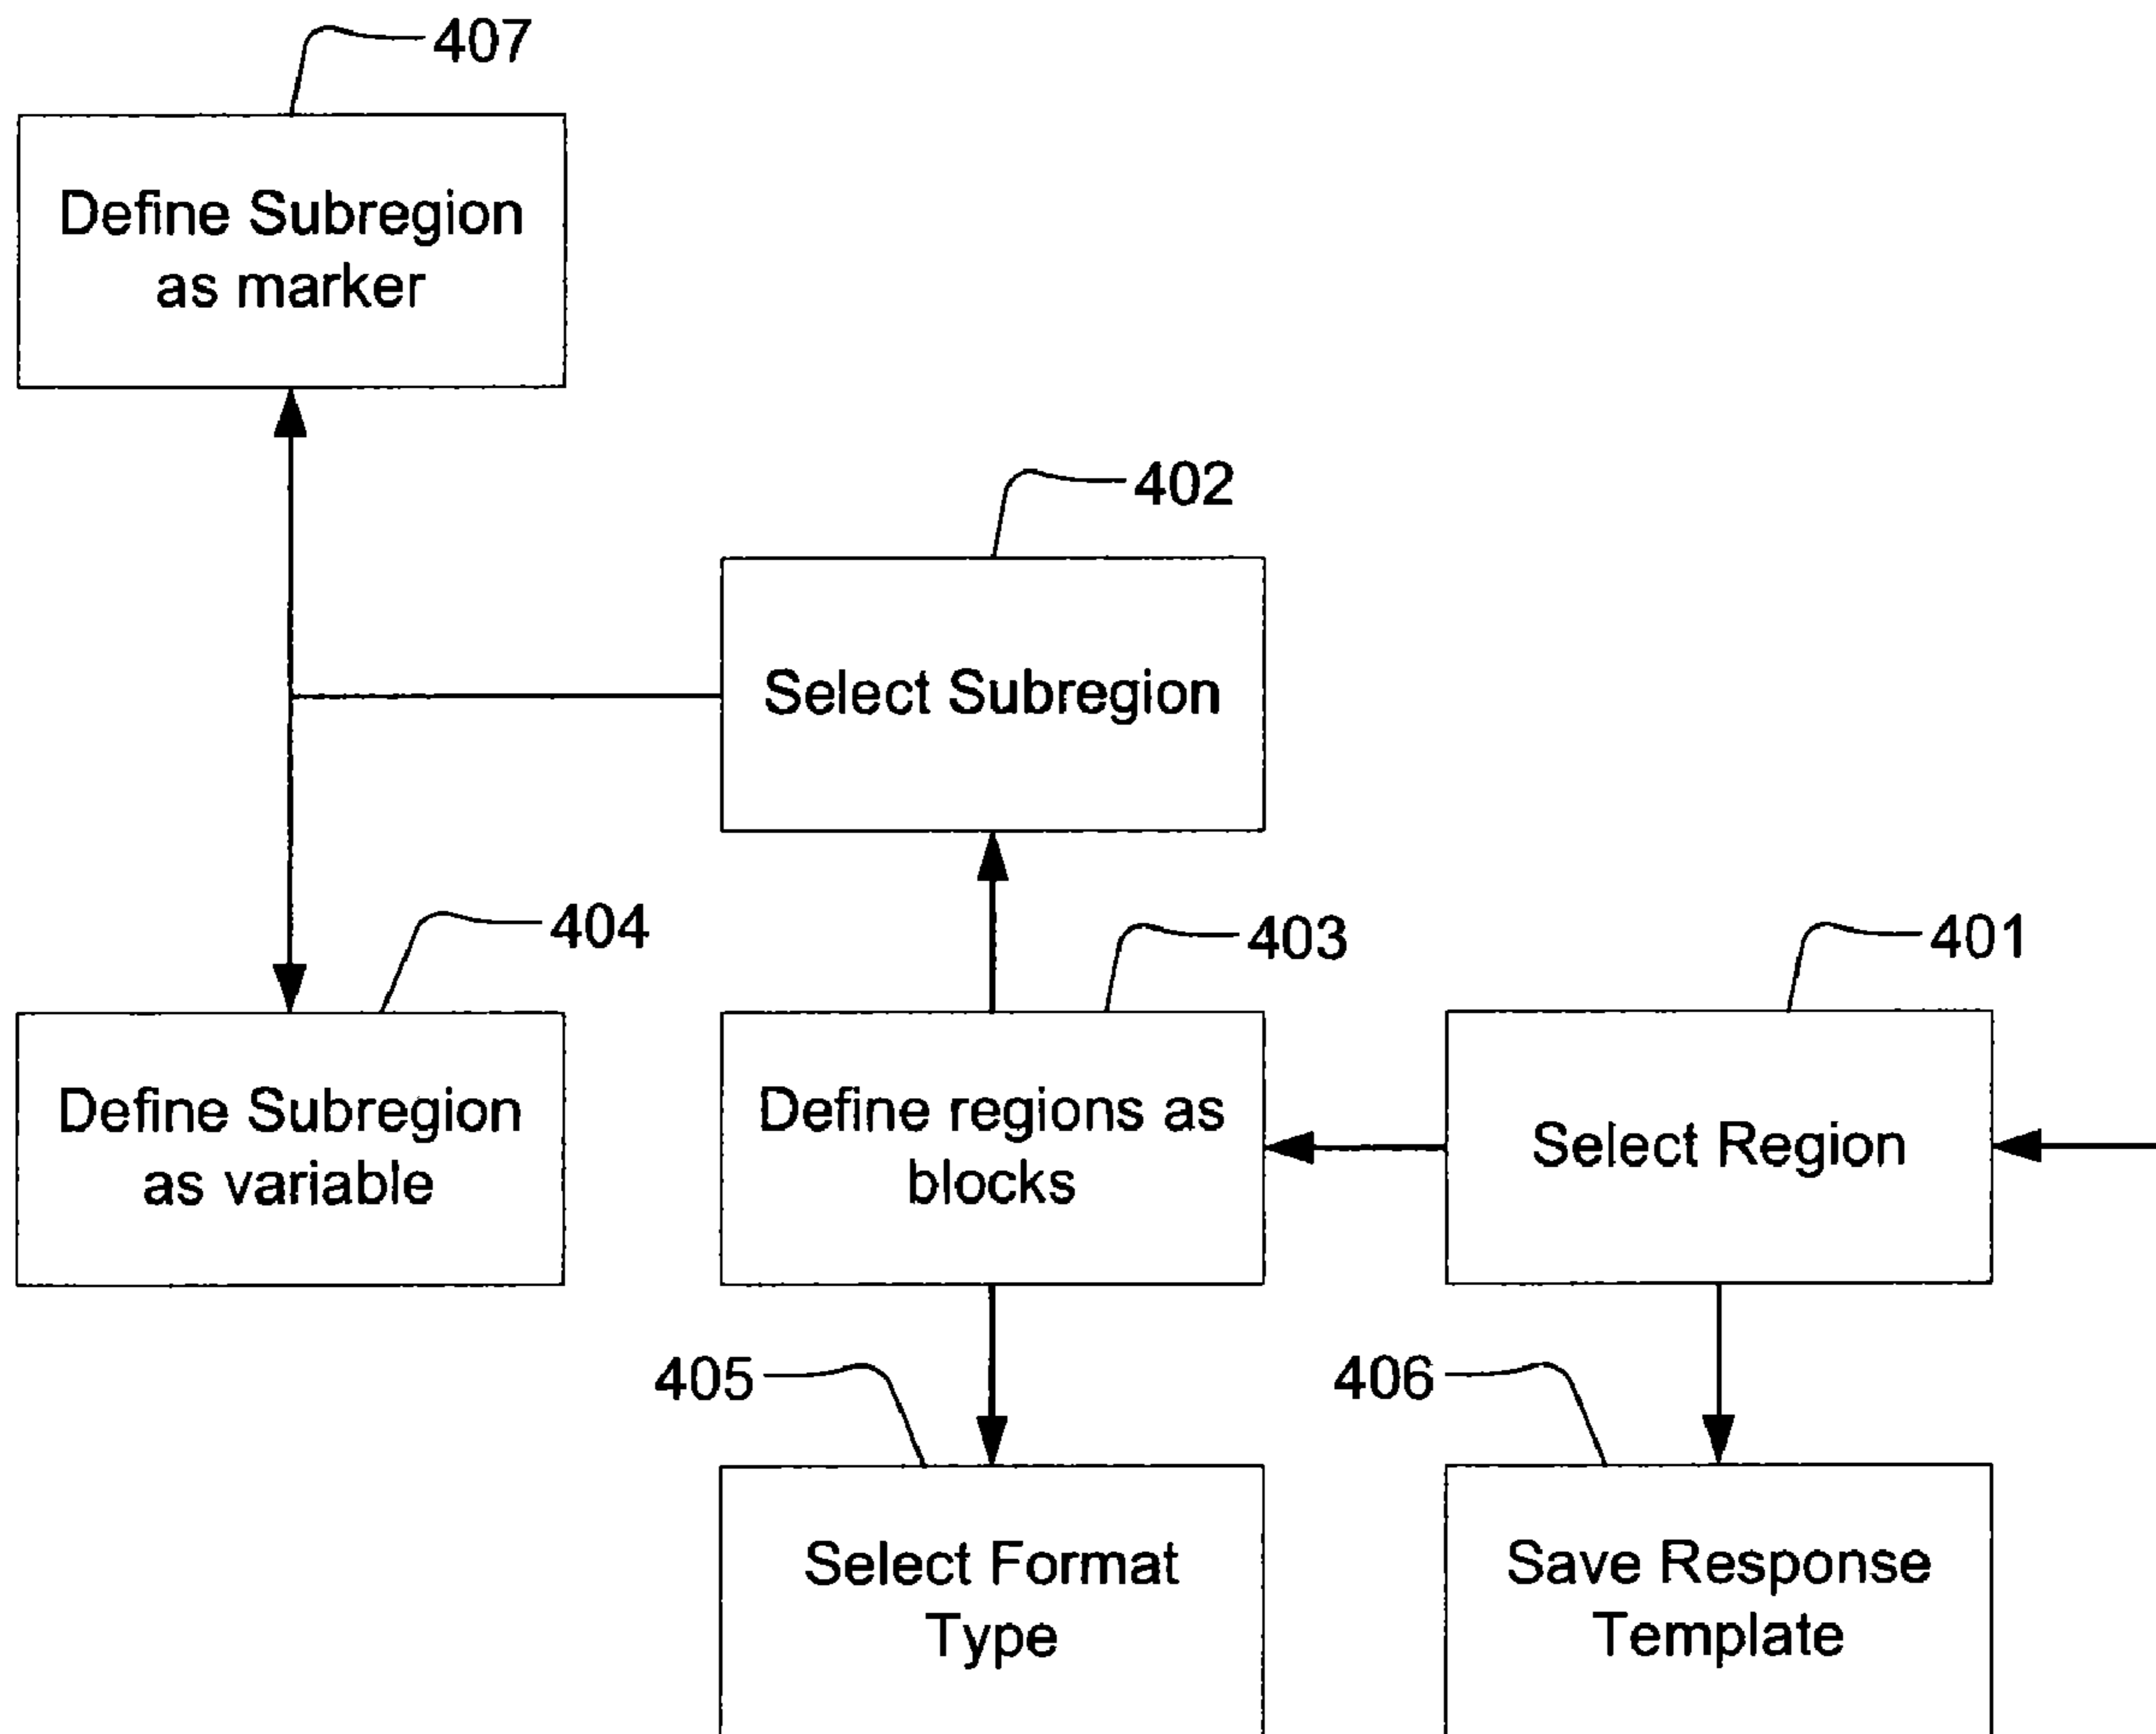 407
Define Subregion
as marker
402
Select Subregion
404
403
401
Define Subregion
as variable
Define regions as
blocks
Select Region
405
406
Select Format
Type
Save Response
Template